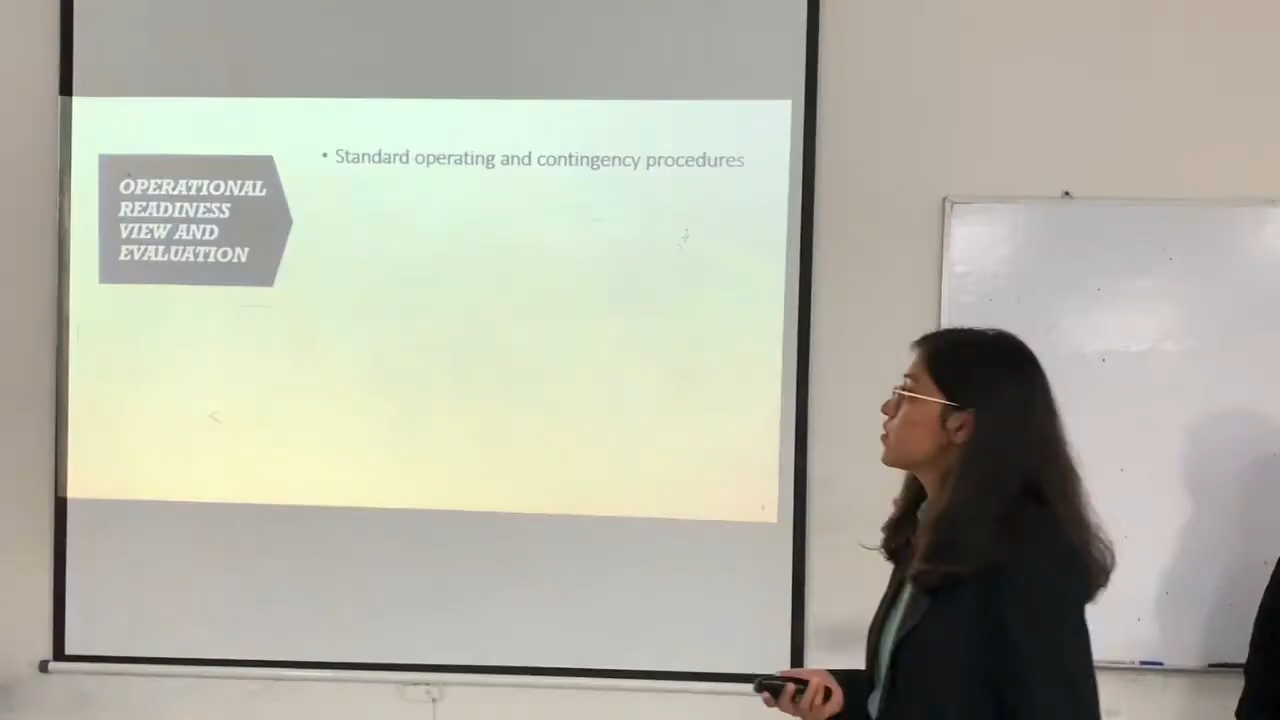 OPERATIONAL
READINESS
VIEW AND
EVALUATION
• Standard operating and contingency procedures